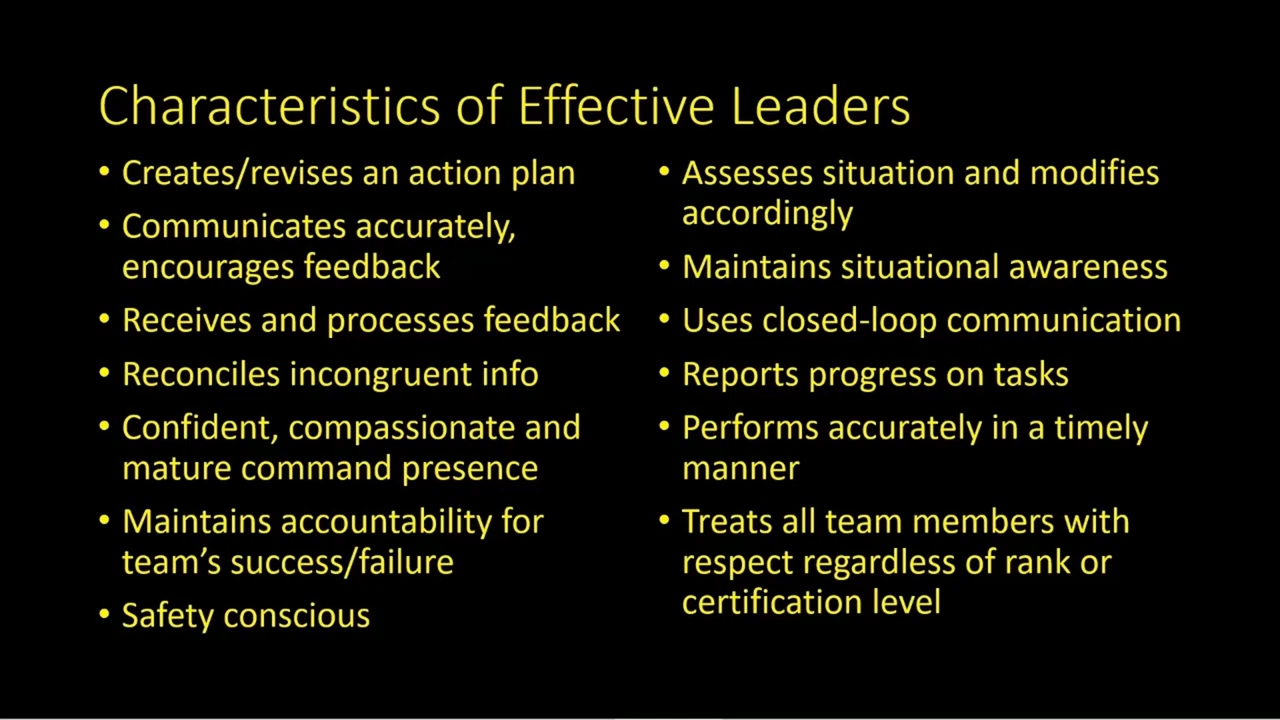 Characteristics of Effective Leaders
• Creates/revises an action plan
• Communicates accurately,
encourages feedback
• Receives and processes feedback
• Reconciles incongruent info
• Confident, compassionate and
mature command presence
• Maintains accountability for
team’s success/failure
• Safety conscious
• Assesses situation and modifies
accordingly
• Maintains situational awareness
• Uses closed-loop communication
• Reports progress on tasks
• Performs accurately in a timely
manner
• Treats all team members with
respect regardless of rank or
certification level